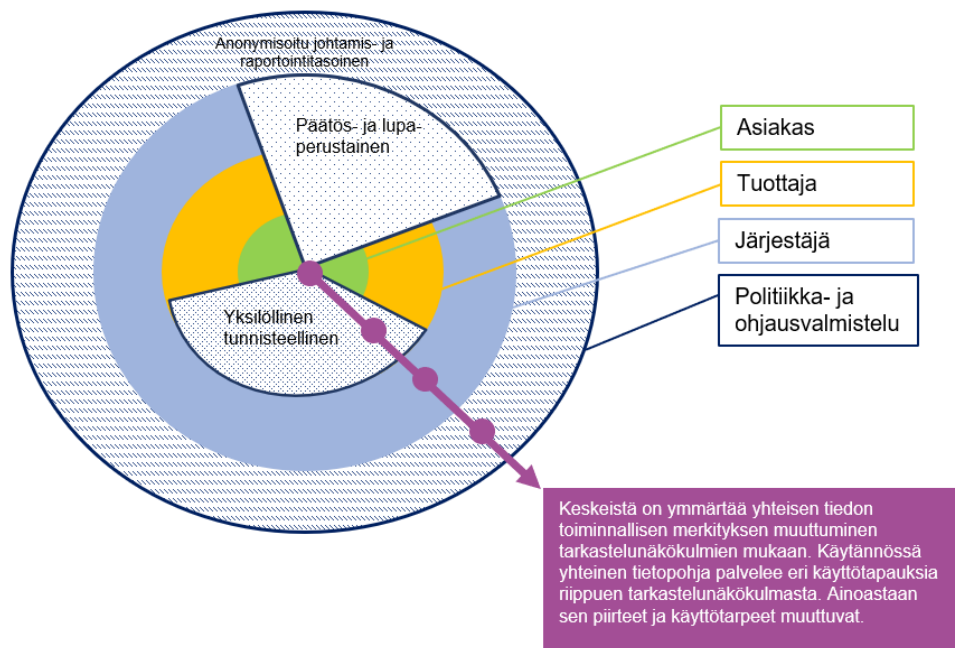 Anonymisoitu johtamis- ja
raportointitasoinen
Päätös- ja lupa-
perustainen
Yksilöllinen
tunnisteellinen
Asiakas
Tuottaja
Järjestäjä
Politiikka- ja
ohjausvalmistelu
Keskeistä on ymmärtää yhteisen tiedon
toiminnallisen merkityksen muuttuminen
tarkastelunäkökulmien mukaan. Käytännössä
yhteinen tietopohja palvelee eri käyttötapauksia
riippuen tarkastelunäkökulmasta. Ainoastaan
sen piirteet ja käyttötarpeet muuttuvat.